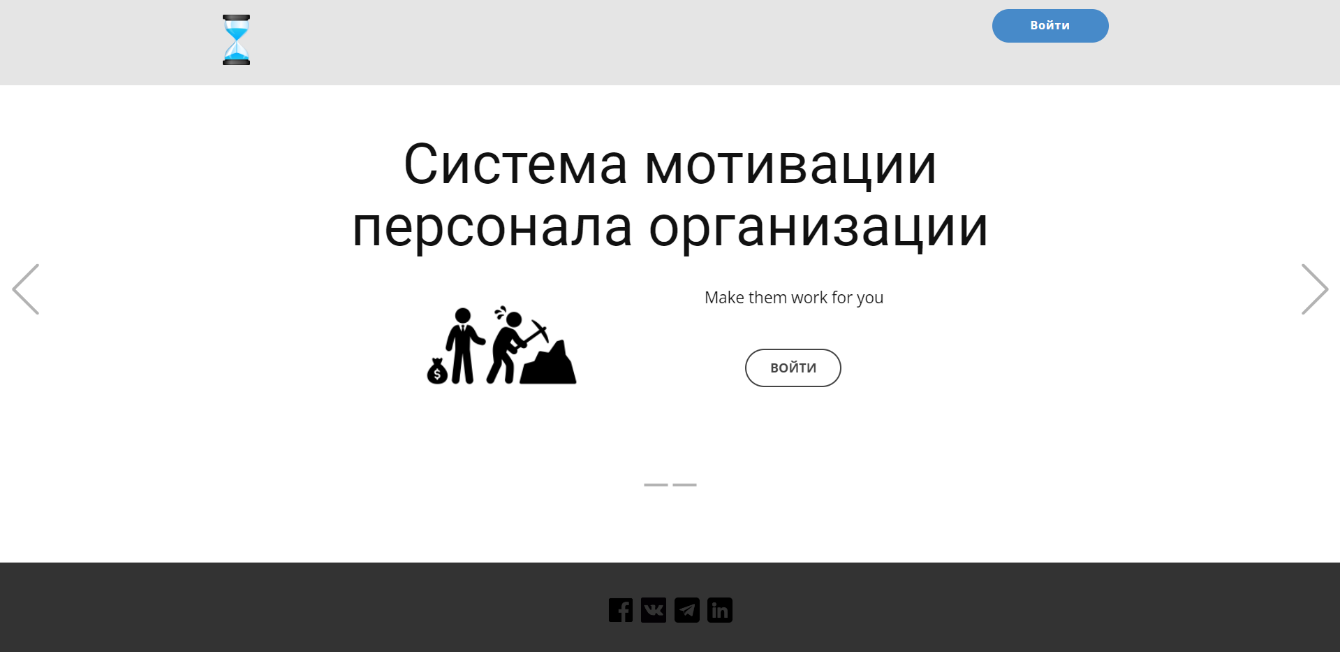 Войти
Система мотивации
персонала организации
Make them work for you
ВОЙТИ
$